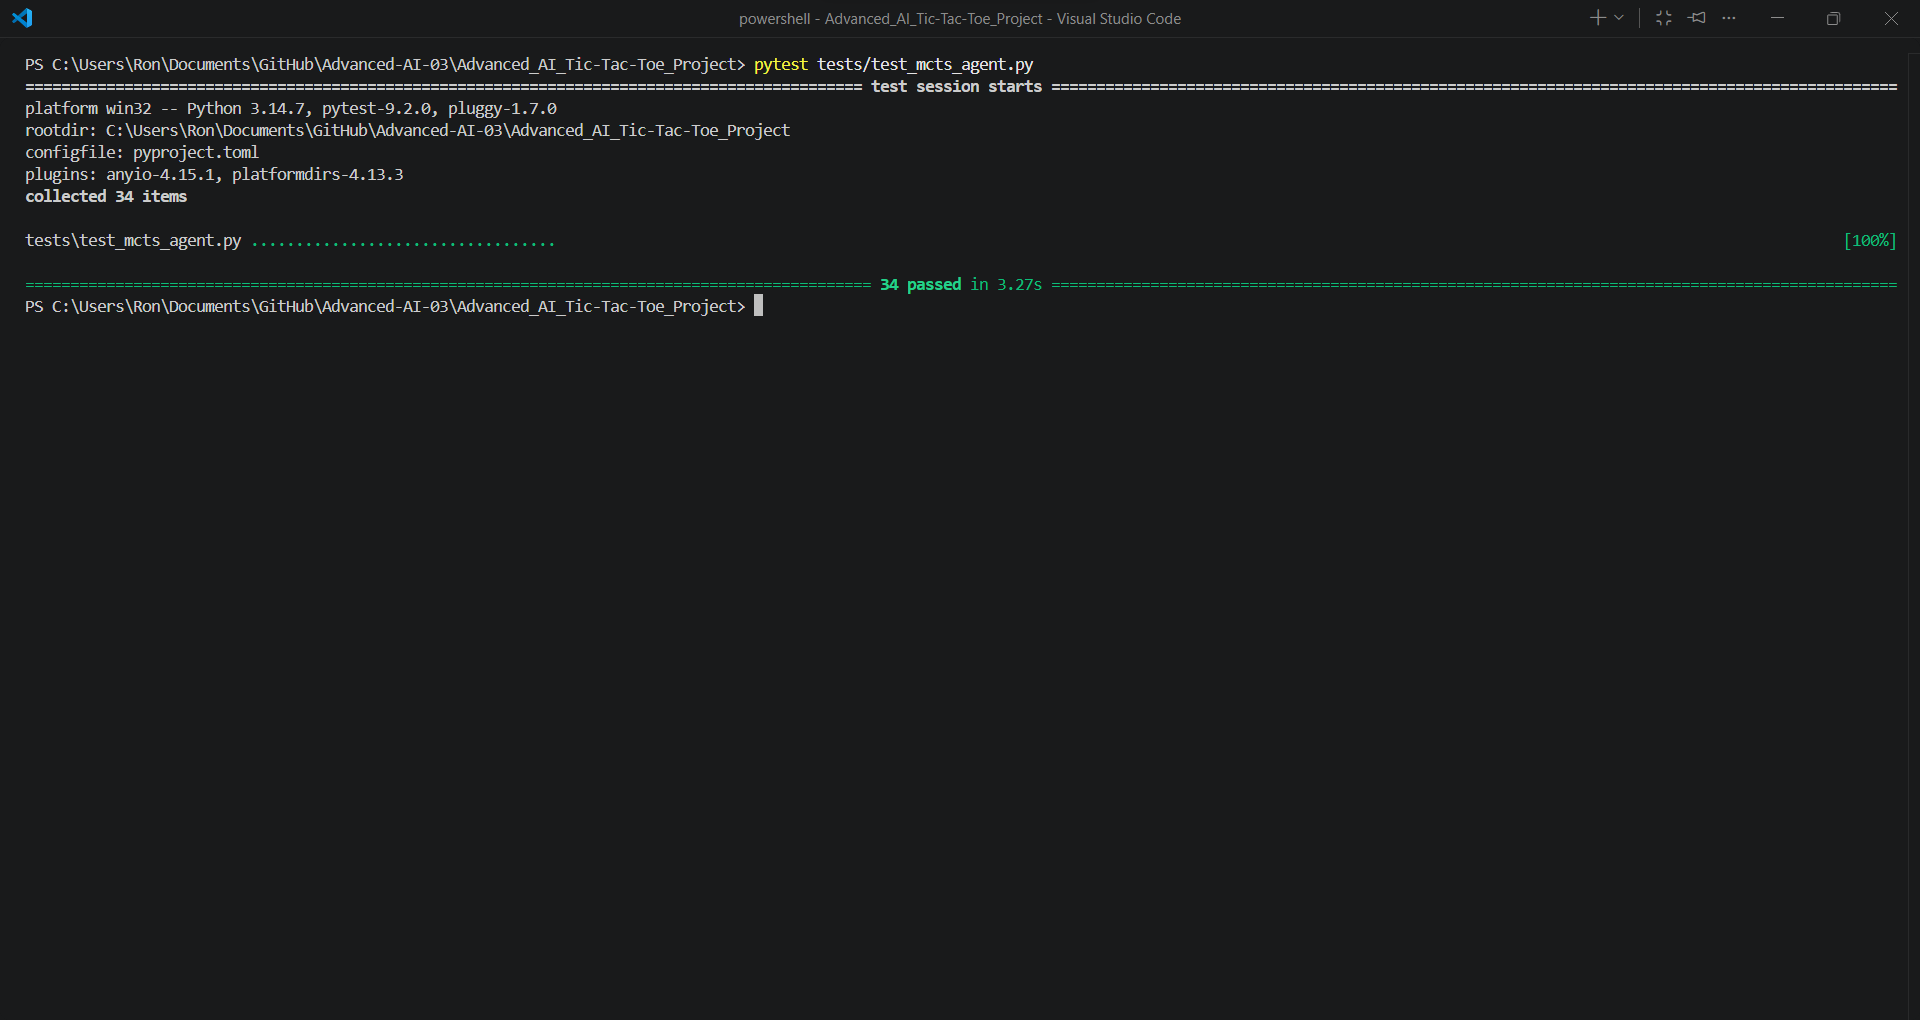 powershell - Advanced_AI_Tic-Tac-Toe_Project - Visual Studio Code
PS C:\Users\Ron\Documents\GitHub\Advanced-AI-03\Advanced_AI_Tic-Tac-Toe_Project> pytest tests/test_mcts_agent.py
============================================================================================= test session starts ==============================================================================================
platform win32 -- Python 3.14.7, pytest-9.2.0, pluggy-1.7.0
rootdir: C:\Users\Ron\Documents\GitHub\Advanced-AI-03\Advanced_AI_Tic-Tac-Toe_Project
configfile: pyproject.toml
plugins: anyio-4.15.1, platformdirs-4.13.3
collected 34 items
tests\test_mcts_agent.py .................................. [100%]
============================================================================================== 34 passed in 3.27s ==============================================================================================
PS C:\Users\Ron\Documents\GitHub\Advanced-AI-03\Advanced_AI_Tic-Tac-Toe_Project>